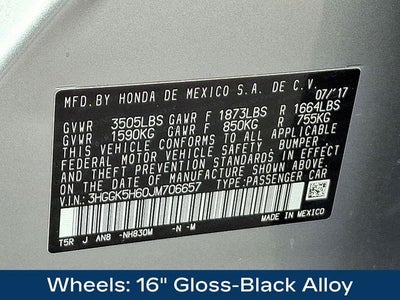 MFD. BY HONDA DE MEXICO S.A. DE C.V.
07/'17
GVWR 3505LBS GAWR F 1873LBS R 1664LBS
GVWR 1590KG GAWR F 850KG R 755KG
THIS VEHICLE CONFORMS TO ALL APPLICABLE
FEDERAL MOTOR VEHICLE SAFETY, BUMPER
AND THEFT PREVENTION STANDARDS IN EFFECT
ON THE DATE OF MANUFACTURE SHOWN ABOVE.
V.I.N.: 3HGGK5H60JM706657 TYPE:PASSENGER CAR
T5R J AN8 -NH830M -N -M
MADE IN MEXICO
Wheels: 16" Gloss-Black Alloy